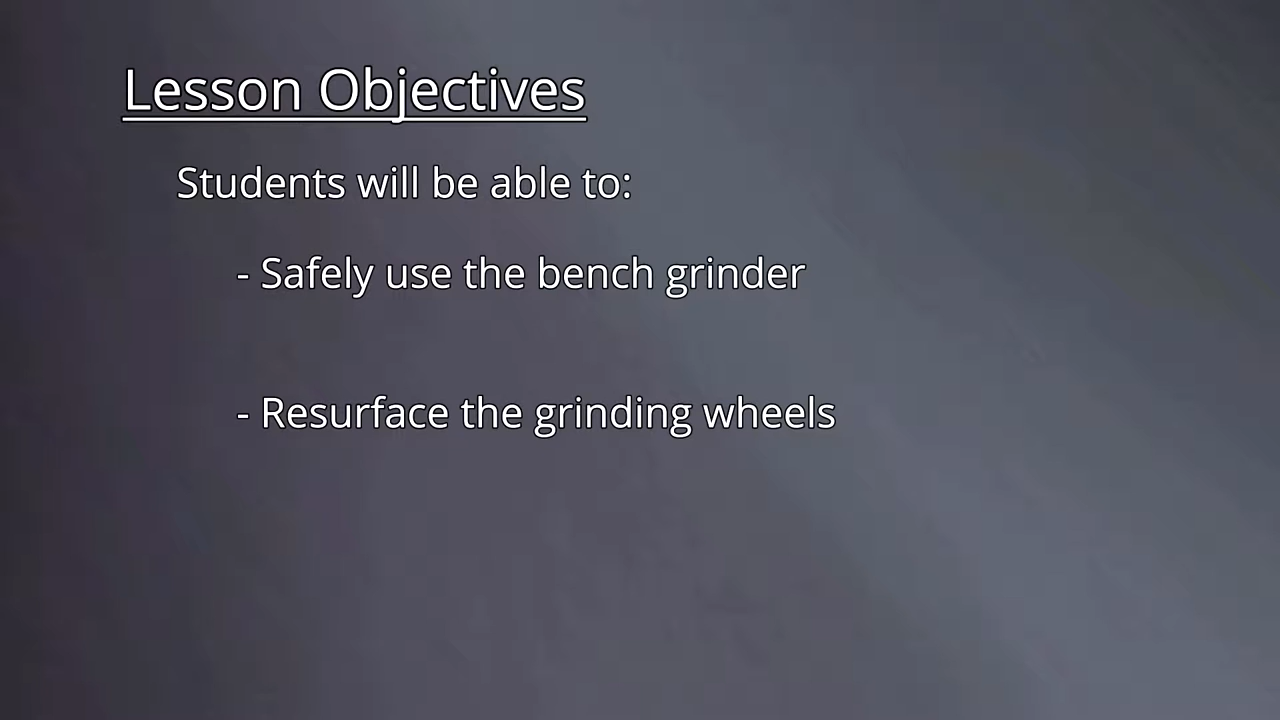 Lesson Objectives
Students will be able to:
- Safely use the bench grinder
- Resurface the grinding wheels